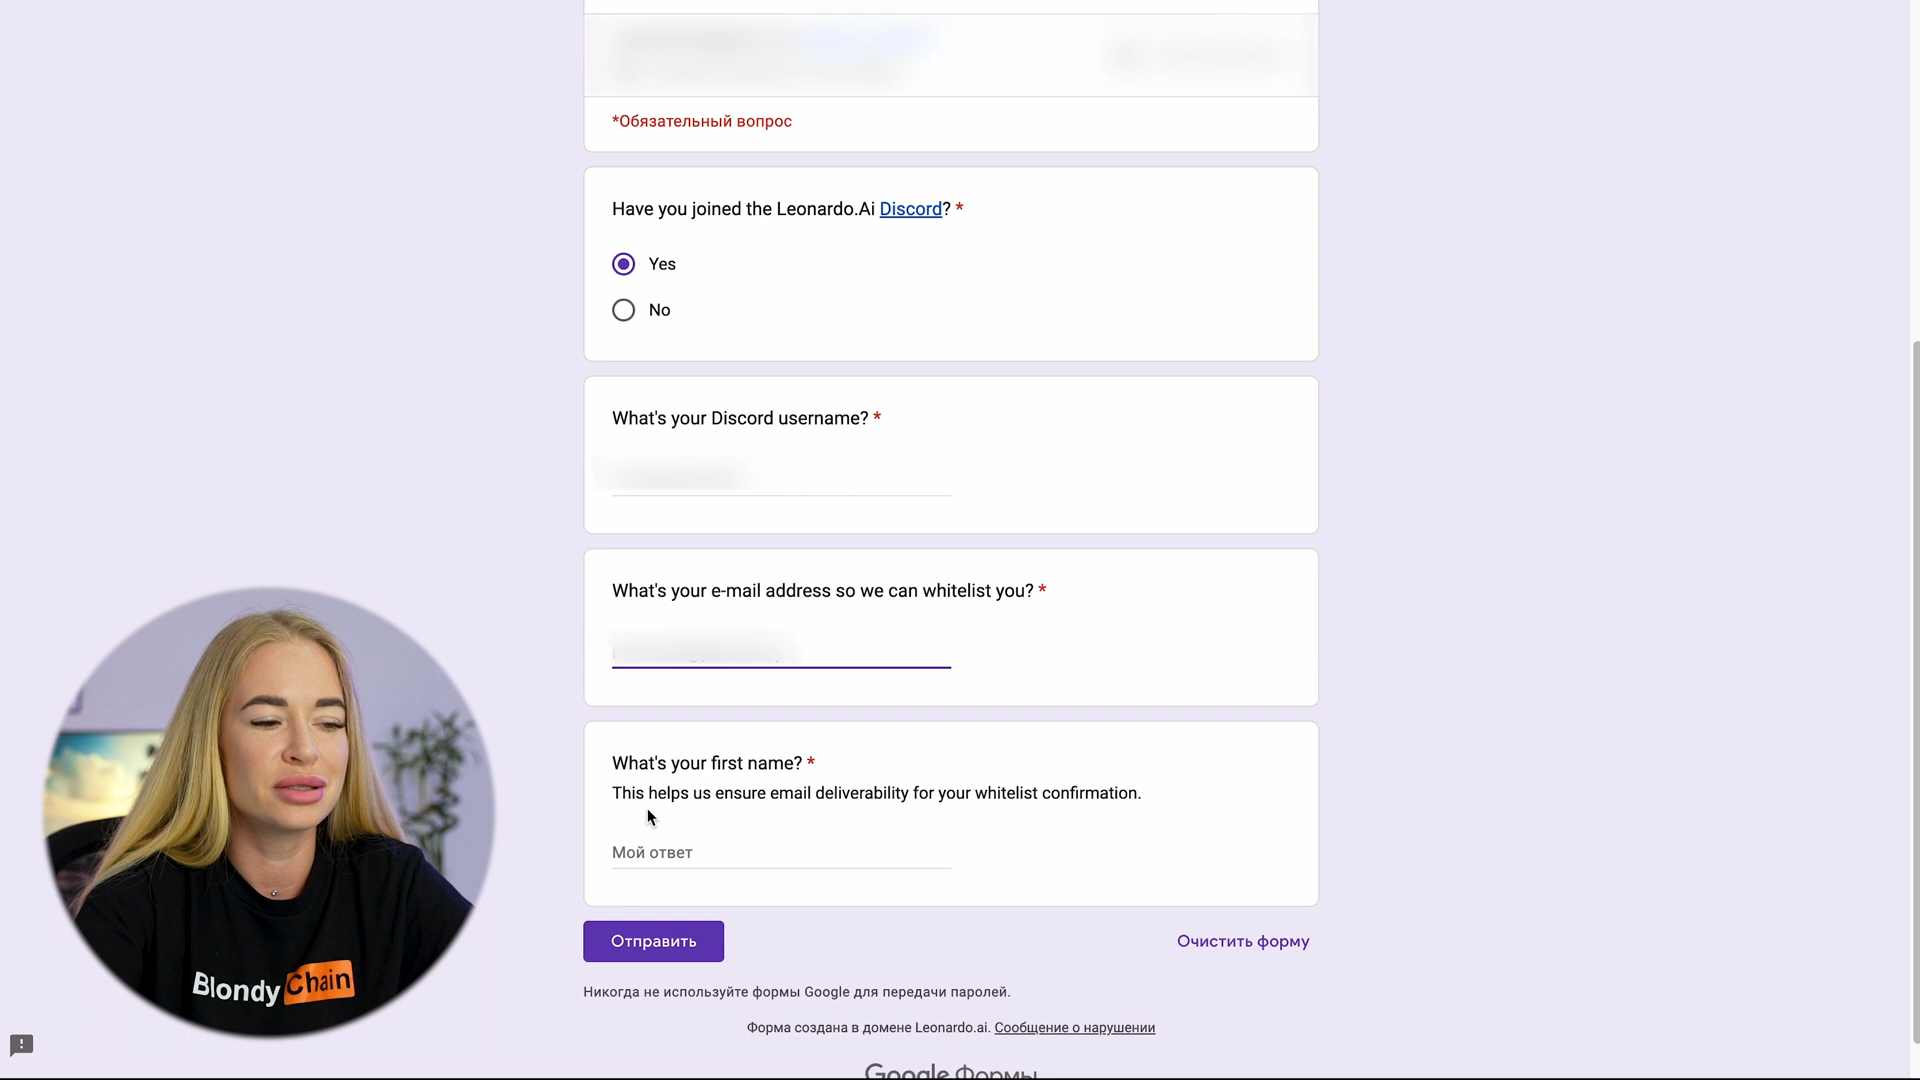 *Обязательный вопрос
Have you joined the Leonardo.Ai Discord? *
Yes
No
What's your Discord username? *
What's your e-mail address so we can whitelist you? *
What's your first name? *
This helps us ensure email deliverability for your whitelist confirmation.
Мой ответ
Отправить
Очистить форму
Никогда не используйте формы Google для передачи паролей.
Форма создана в домене Leonardo.ai. Сообщение о нарушении
Google Формы
Blondy Chain